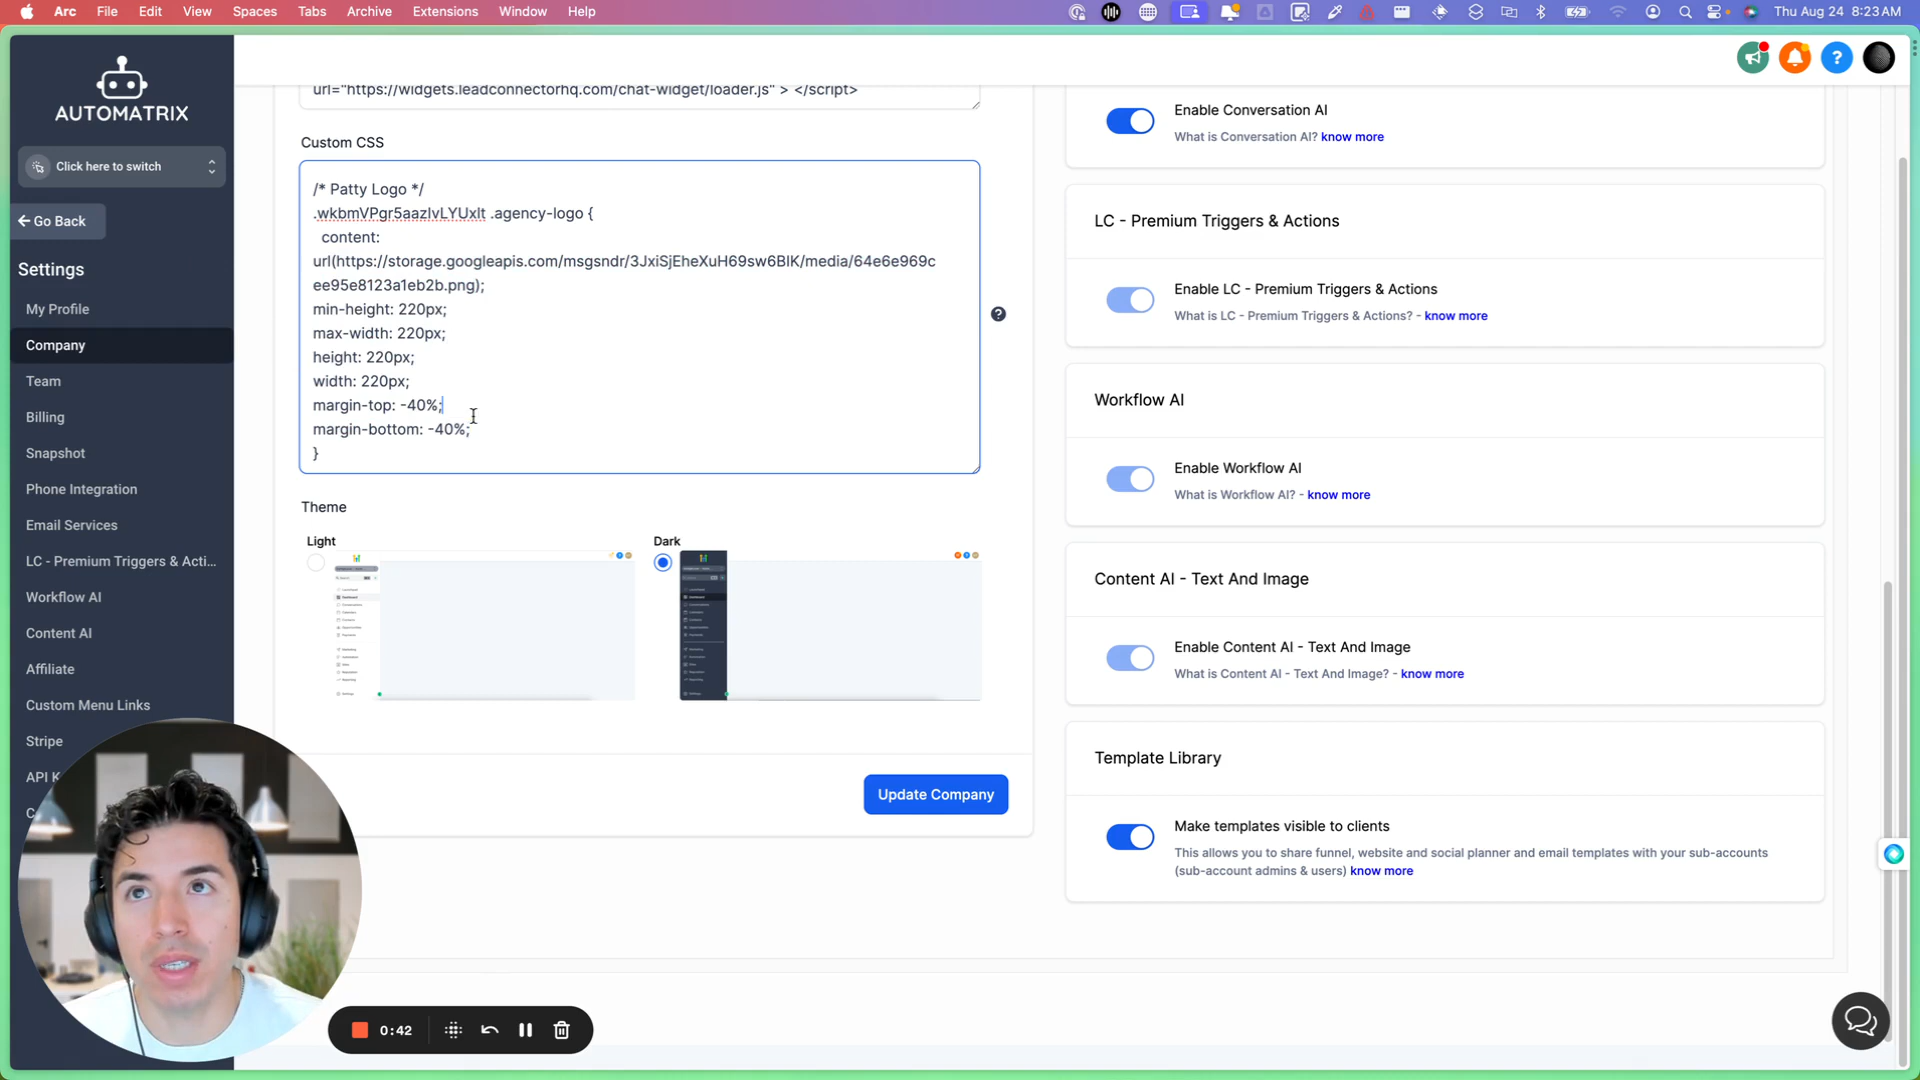 Arc File Edit View Spaces Tabs Archive Extensions Window Help
Thu Aug 24 8:23 AM
AUTOMATRIX
Click here to switch
Go Back
Settings
My Profile
Company
Team
Billing
Snapshot
Phone Integration
Email Services
LC - Premium Triggers & Acti...
Workflow AI
Content AI
Affiliate
Custom Menu Links
Stripe
API K
url="https://widgets.leadconnectorhq.com/chat-widget/loader.js" > </script>
Custom CSS
/* Patty Logo */
.wkbmVPgr5aazIvLYUxIt .agency-logo {
content:
url(https://storage.googleapis.com/msgsndr/3JxiSjEheXuH69sw6BIK/media/64e6e969c
ee95e8123a1eb2b.png);
min-height: 220px;
max-width: 220px;
height: 220px;
width: 220px;
margin-top: -40%;
margin-bottom: -40%;
}
Theme
Light
Dark
Update Company
0:42
Enable Conversation AI
What is Conversation AI? know more
LC - Premium Triggers & Actions
Enable LC - Premium Triggers & Actions
What is LC - Premium Triggers & Actions? - know more
Workflow AI
Enable Workflow AI
What is Workflow AI? - know more
Content AI - Text And Image
Enable Content AI - Text And Image
What is Content AI - Text And Image? - know more
Template Library
Make templates visible to clients
This allows you to share funnel, website and social planner and email templates with your sub-accounts
(sub-account admins & users) know more